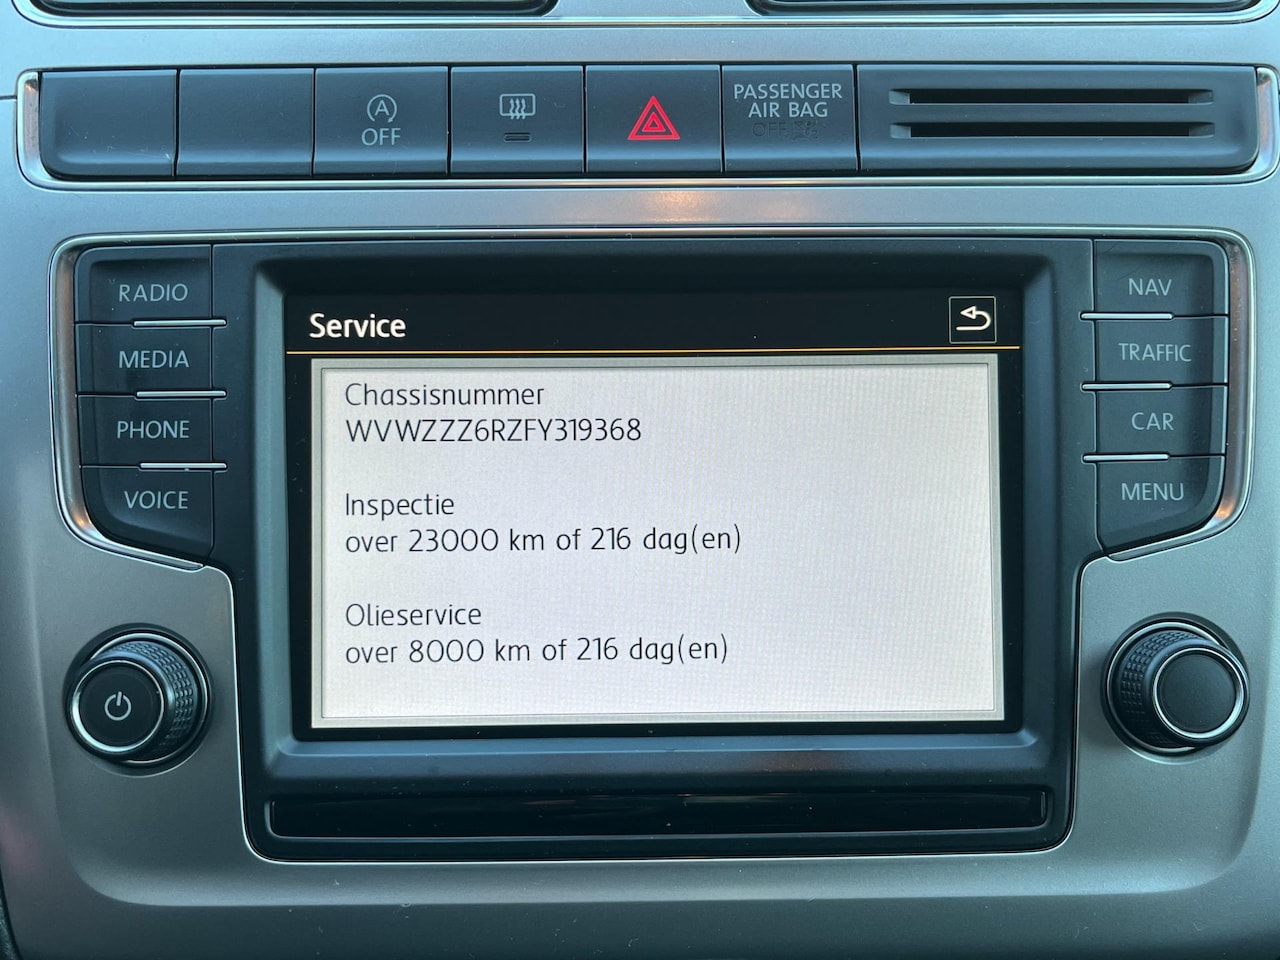 A
OFF
PASSENGER
AIR BAG
OFF
RADIO
MEDIA
PHONE
VOICE
Service
Chassisnummer
WVWZZZ6RZFY319368
Inspectie
over 23000 km of 216 dag(en)
Olieservice
over 8000 km of 216 dag(en)
NAV
TRAFFIC
CAR
MENU